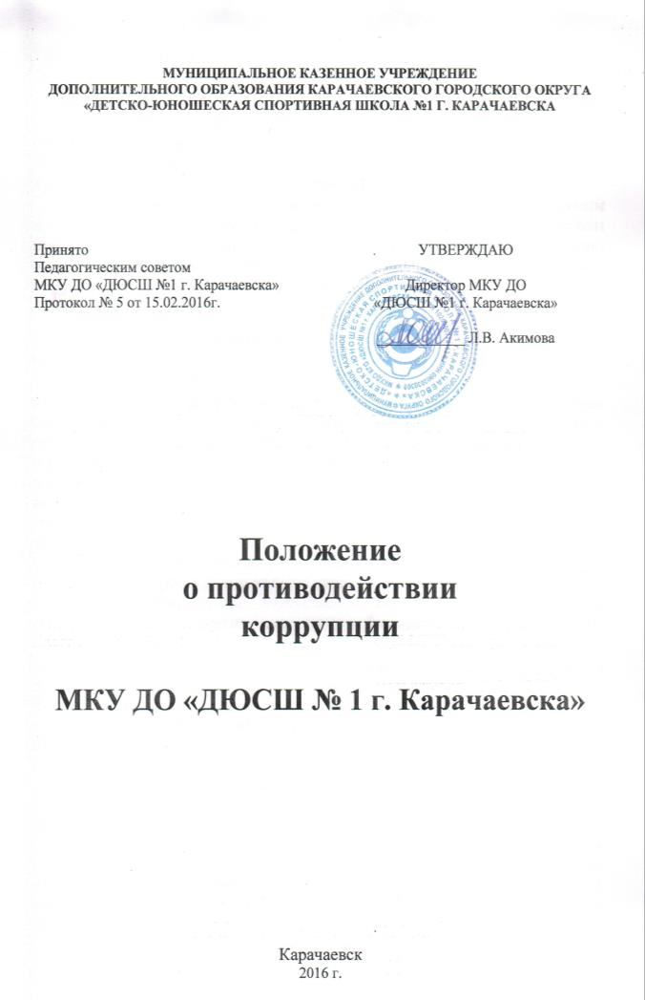 МУНИЦИПАЛЬНОЕ КАЗЕННОЕ УЧРЕЖДЕНИЕ
ДОПОЛНИТЕЛЬНОГО ОБРАЗОВАНИЯ КАРАЧАЕВСКОГО ГОРОДСКОГО ОКРУГА
«ДЕТСКО-ЮНОШЕСКАЯ СПОРТИВНАЯ ШКОЛА №1 Г. КАРАЧАЕВСКА
Принято
Педагогическим советом
МКУ ДО «ДЮСШ №1 г. Карачаевска»
Протокол № 5 от 15.02.2016г.
УТВЕРЖДАЮ
Директор МКУ ДО
«ДЮСШ №1 г. Карачаевска»
Л.В. Акимова
Положение
о противодействии
коррупции
МКУ ДО «ДЮСШ № 1 г. Карачаевска»
Карачаевск
2016 г.